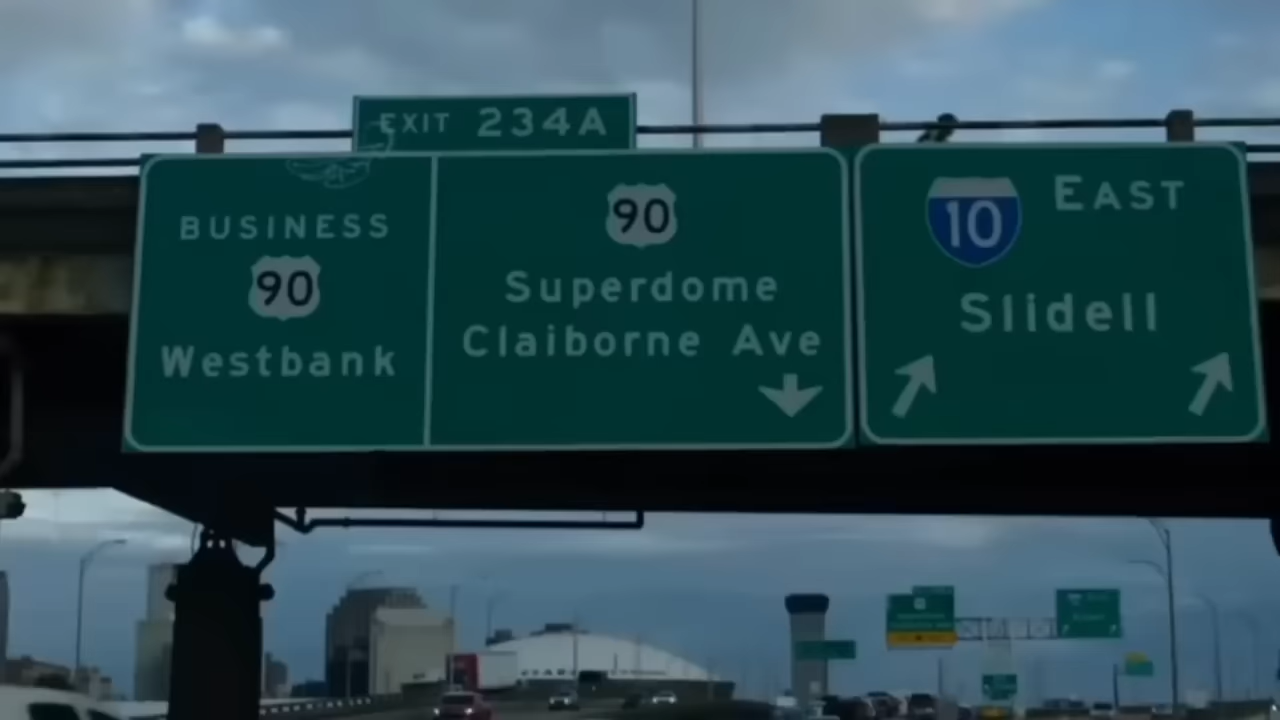 EXIT 234A
BUSINESS
90
Westbank
90
Superdome
Claiborne Ave
10 EAST
Slidell